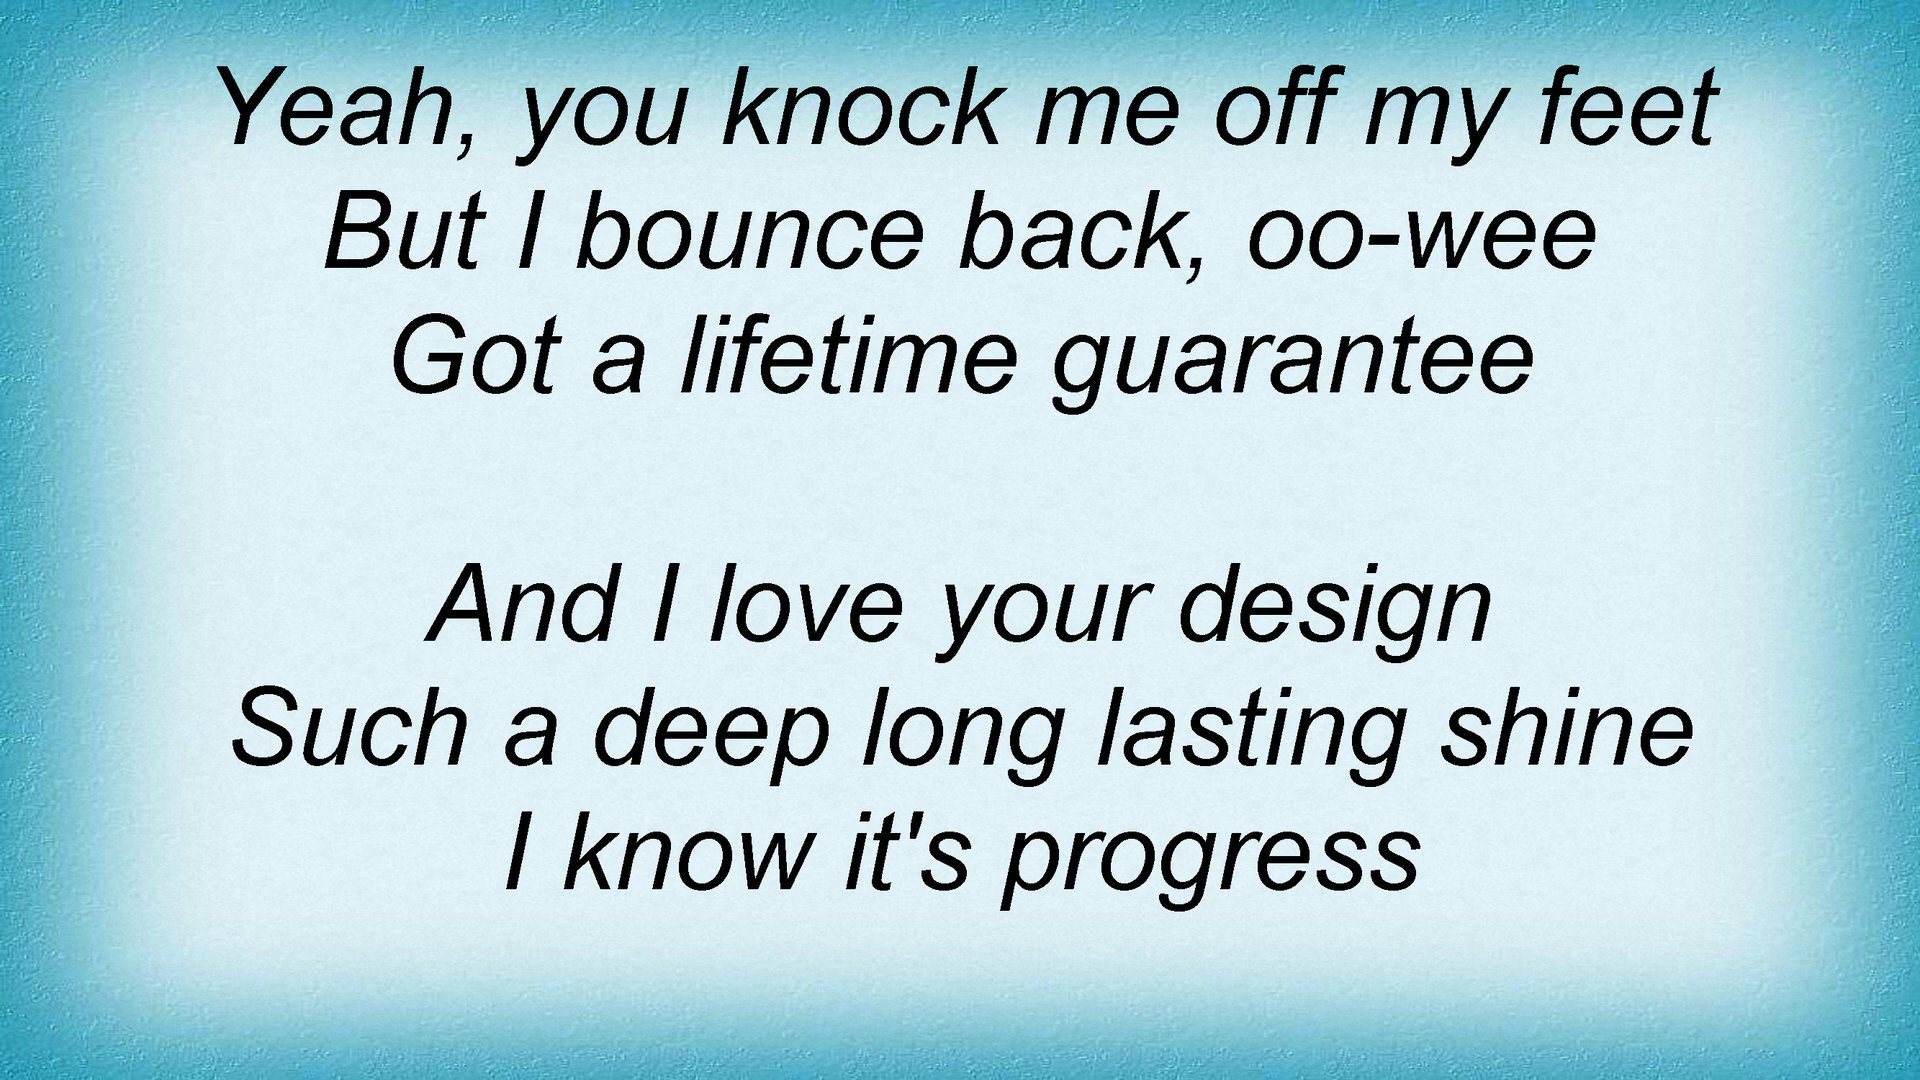 Yeah, you knock me off my feet
But I bounce back, oo-wee
Got a lifetime guarantee
And I love your design
Such a deep long lasting shine
I know it's progress